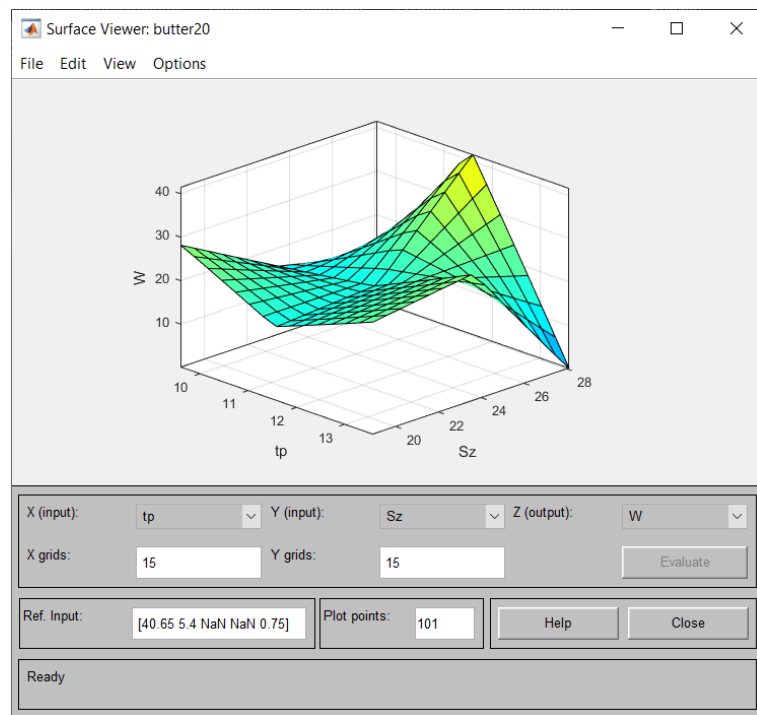 Surface Viewer: butter20
File Edit View Options
40
30
20
10
W
10
11
12
13
tp
20
22
24
26
28
Sz
X (input): tp Y (input): Sz Z (output): W
X grids: 15 Y grids: 15 Evaluate
Ref. Input: [40.65 5.4 NaN NaN 0.75] Plot points: 101 Help Close
Ready